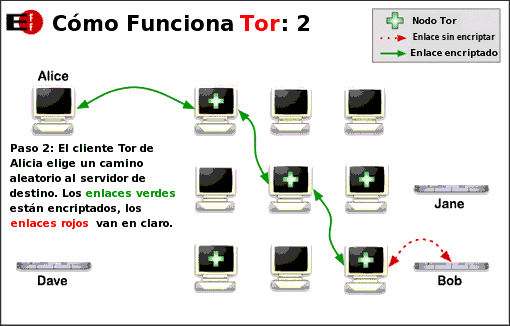 Eff
Cómo Funciona Tor: 2
Nodo Tor
Enlace sin encriptar
Enlace encriptado
Alice
Paso 2: El cliente Tor de
Alicia elige un camino
aleatorio al servidor de
destino. Los enlaces verdes
están encriptados, los
enlaces rojos van en claro.
Jane
Dave
Bob